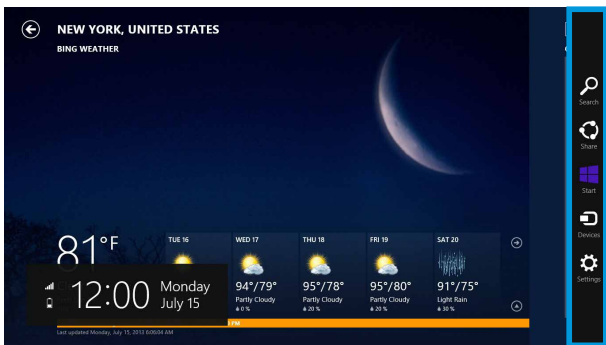 NEW YORK, UNITED STATES
BING WEATHER
Search
Share
Start
Devices
Settings
81°F
TUE 16
WED 17
94°/79°
Partly Cloudy
0 %
THU 18
95°/78°
Partly Cloudy
20 %
FRI 19
95°/80°
Partly Cloudy
20 %
SAT 20
91°/75°
Light Rain
30 %
12:00
Monday
July 15
PM
Last updated Monday, July 15, 2013 6:06:04 AM